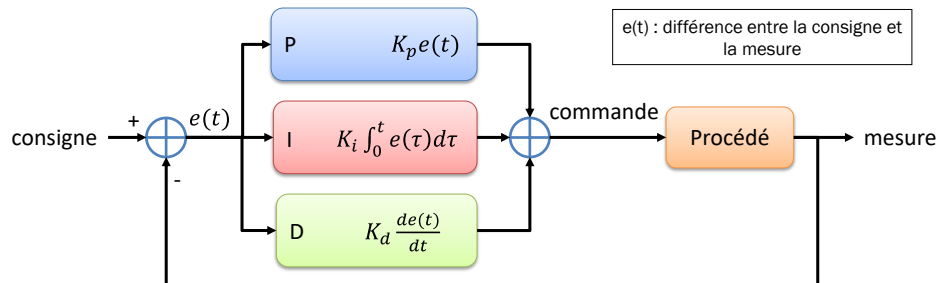 e(t) : différence entre la consigne et
la mesure
P K_p e(t)
commande
consigne
+
-
e(t)
I K_i ∫_0^t e(τ)dτ
Procédé
mesure
D K_d de(t)/dt